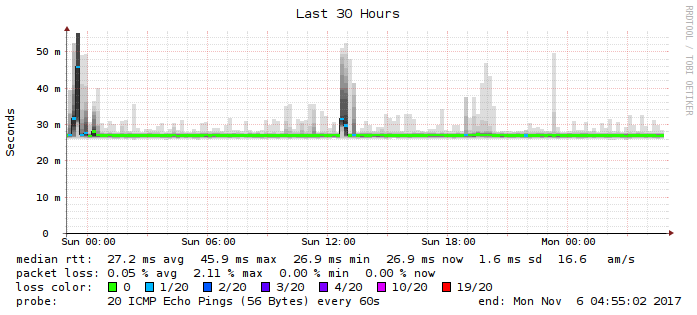 Last 30 Hours
RRDTOOL / TOBI OETIKER
Seconds
50 m
40 m
30 m
20 m
10 m
0
Sun 00:00 Sun 06:00 Sun 12:00 Sun 18:00 Mon 00:00
median rtt: 27.2 ms avg 45.9 ms max 26.9 ms min 26.9 ms now 1.6 ms sd 16.6 am/s
packet loss: 0.05 % avg 2.11 % max 0.00 % min 0.00 % now
loss color: 0 1/20 2/20 3/20 4/20 10/20 19/20
probe: 20 ICMP Echo Pings (56 Bytes) every 60s end: Mon Nov 6 04:55:02 2017